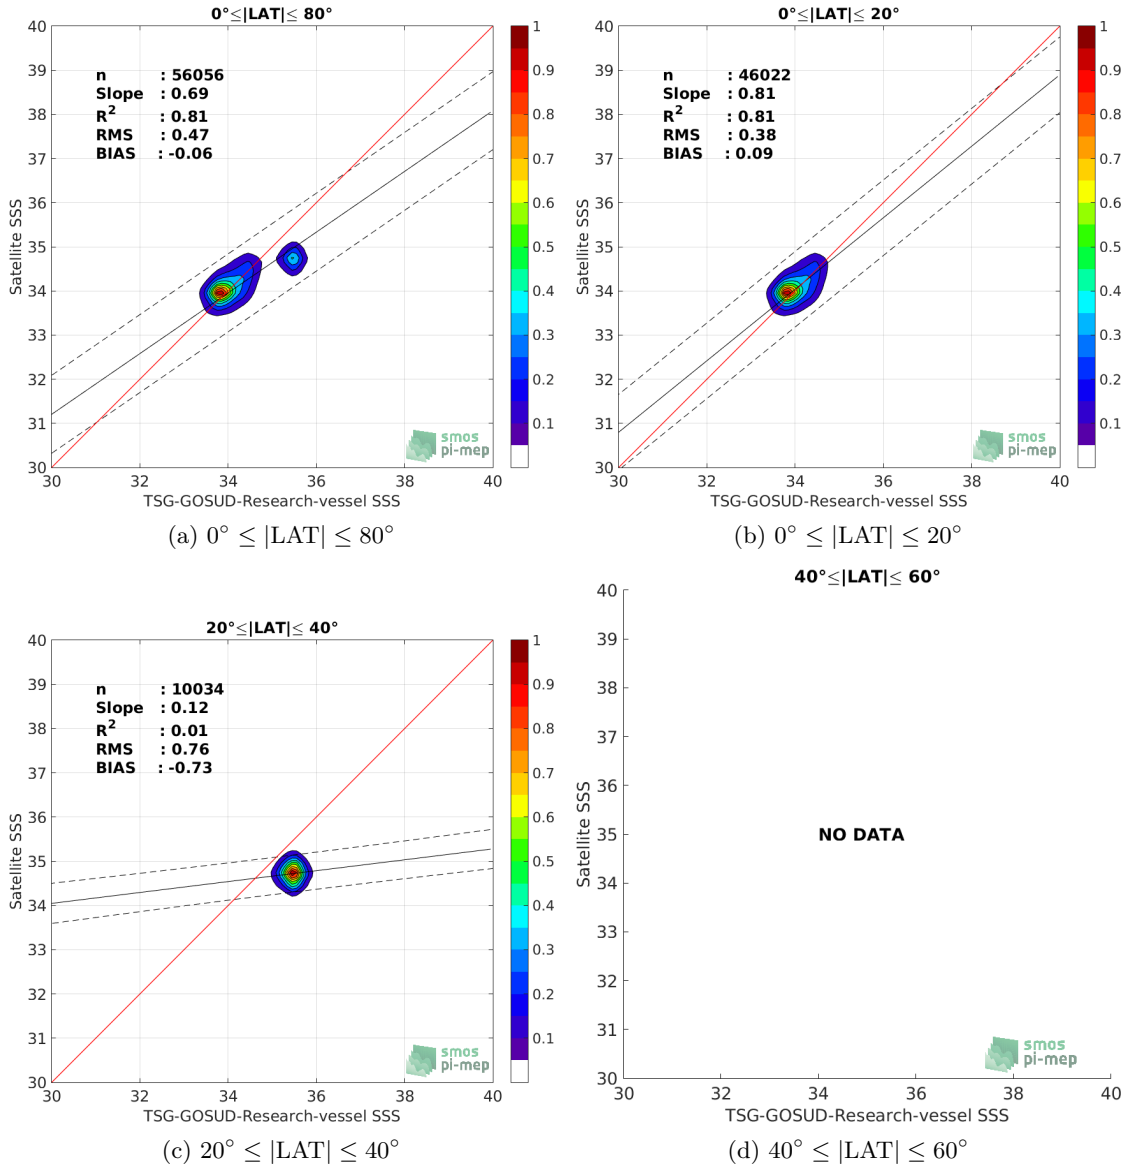 0°≤|LAT|≤ 80°
n : 56056
Slope : 0.69
R2 : 0.81
RMS : 0.47
BIAS : -0.06
40
39
38
37
36
35
34
33
32
31
30
Satellite SSS
30 32 34 36 38 40
TSG-GOSUD-Research-vessel SSS
1
0.9
0.8
0.7
0.6
0.5
0.4
0.3
0.2
0.1
smos
pi-mep
(a) 0° ≤ |LAT| ≤ 80°
0°≤|LAT|≤ 20°
n : 46022
Slope : 0.81
R2 : 0.81
RMS : 0.38
BIAS : 0.09
40
39
38
37
36
35
34
33
32
31
30
Satellite SSS
30 32 34 36 38 40
TSG-GOSUD-Research-vessel SSS
1
0.9
0.8
0.7
0.6
0.5
0.4
0.3
0.2
0.1
smos
pi-mep
(b) 0° ≤ |LAT| ≤ 20°
20°≤|LAT|≤ 40°
n : 10034
Slope : 0.12
R2 : 0.01
RMS : 0.76
BIAS : -0.73
40
39
38
37
36
35
34
33
32
31
30
Satellite SSS
30 32 34 36 38 40
TSG-GOSUD-Research-vessel SSS
1
0.9
0.8
0.7
0.6
0.5
0.4
0.3
0.2
0.1
smos
pi-mep
(c) 20° ≤ |LAT| ≤ 40°
40°≤|LAT|≤ 60°
40
39
38
37
36
35
34
33
32
31
30
Satellite SSS
NO DATA
30 32 34 36 38 40
TSG-GOSUD-Research-vessel SSS
smos
pi-mep
(d) 40° ≤ |LAT| ≤ 60°